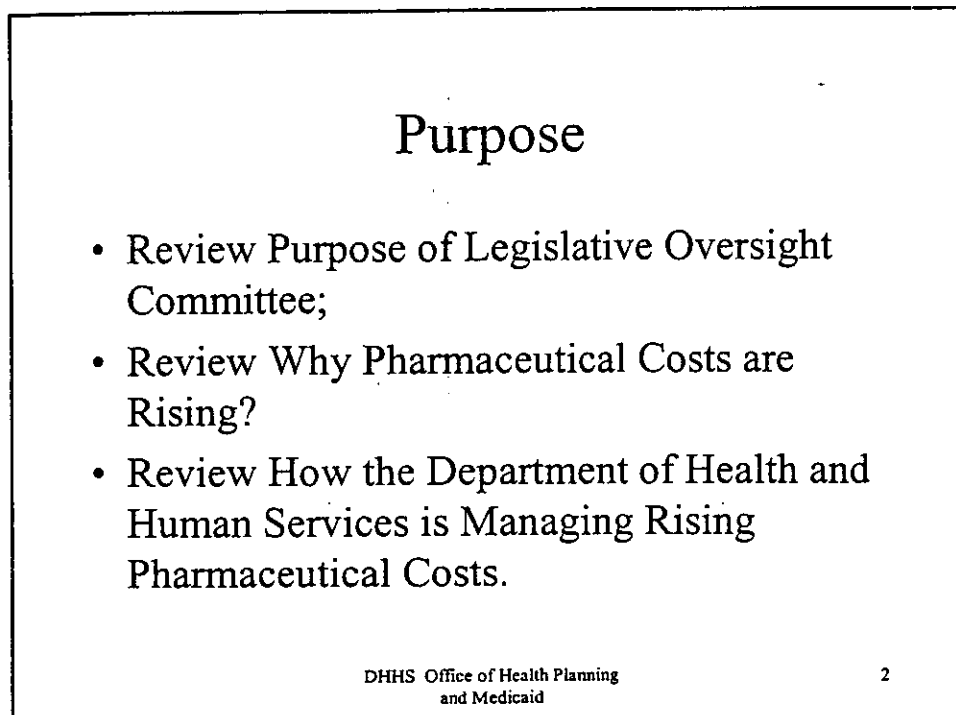 Purpose
• Review Purpose of Legislative Oversight
Committee;
• Review Why Pharmaceutical Costs are
Rising?
• Review How the Department of Health and
Human Services is Managing Rising
Pharmaceutical Costs.
DHHS Office of Health Planning
and Medicaid
2